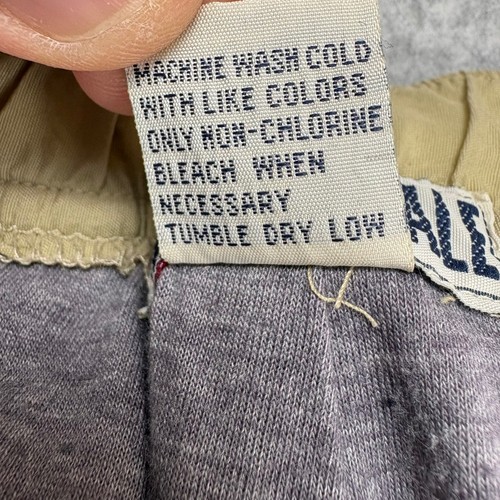 MACHINE WASH COLD
WITH LIKE COLORS
ONLY NON-CHLORINE
BLEACH WHEN
NECESSARY
TUMBLE DRY LOW